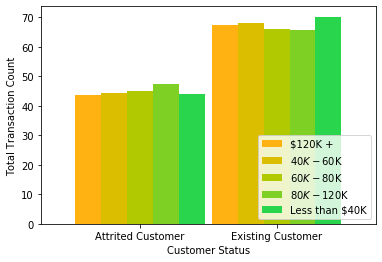 70
60
50
40
30
20
10
0
Total Transaction Count
$120K +
40K − 60K
60K − 80K
80K − 120K
Less than $40K
Attrited Customer Existing Customer
Customer Status